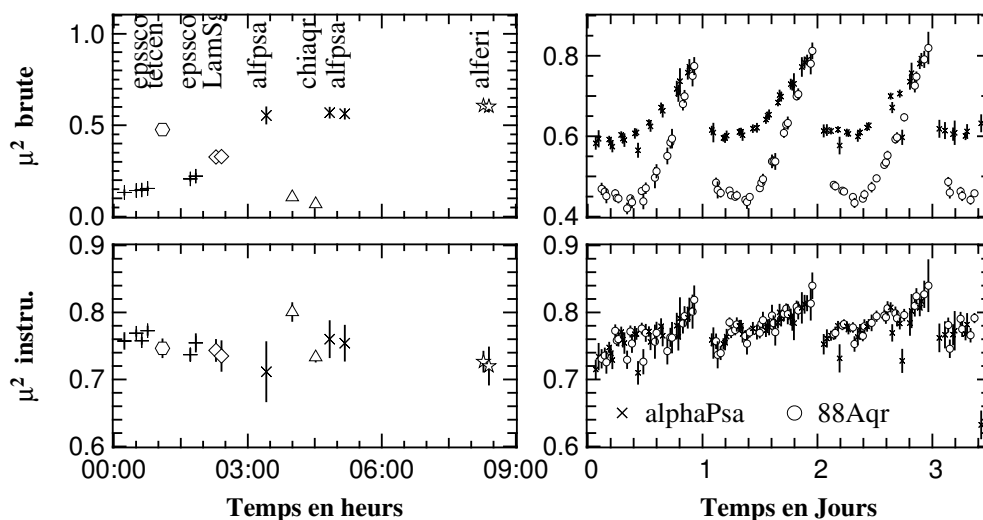 µ² brute
1.0
0.5
0.0
epssco
tetcen
epssco
LamSg
alfpsa
chiaqr
alfpsa
alferi
0.8
0.6
0.4
µ² instru.
0.9
0.8
0.7
0.6
00:00
03:00
06:00
09:00
Temps en heurs
0.9
0.8
0.7
0.6
alphaPsa
88Aqr
0
1
2
3
Temps en Jours